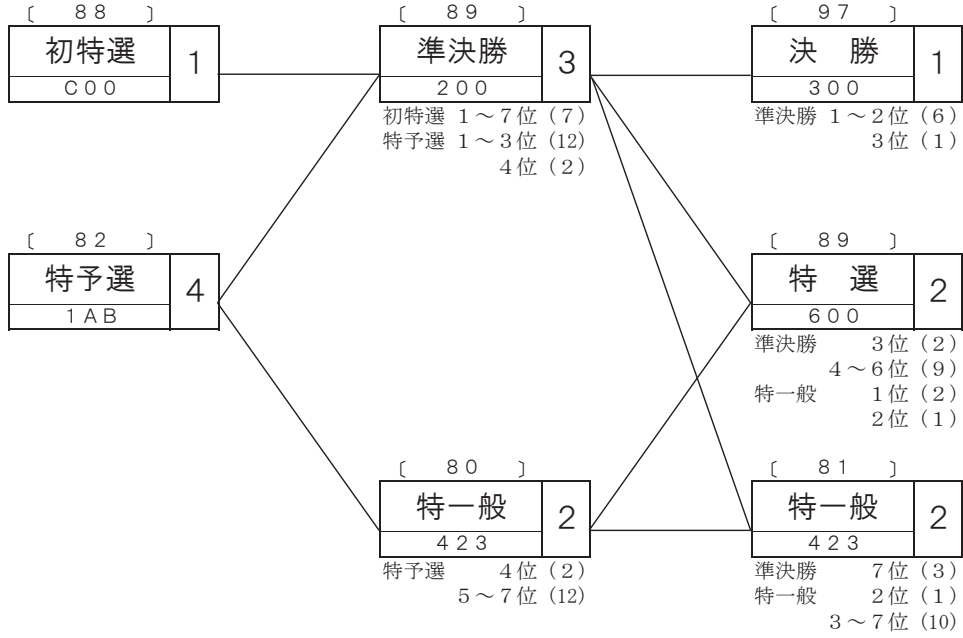 〔 88 〕
初特選 1
C00
〔 89 〕
準決勝 3
200
初特選 1～7位（7）
特予選 1～3位（12）
4位（2）
〔 97 〕
決 勝 1
300
準決勝 1～2位（6）
3位（1）
〔 82 〕
特予選 4
1AB
〔 89 〕
特 選 2
600
準決勝 3位（2）
4～6位（9）
特一般 1位（2）
2位（1）
〔 80 〕
特一般 2
423
特予選 4位（2）
5～7位（12）
〔 81 〕
特一般 2
423
準決勝 7位（3）
特一般 2位（1）
3～7位（10）